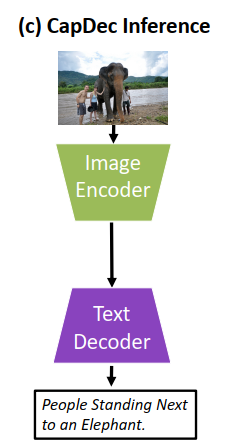 (c) CapDec Inference
Image
Encoder
Text
Decoder
People Standing Next
to an Elephant.